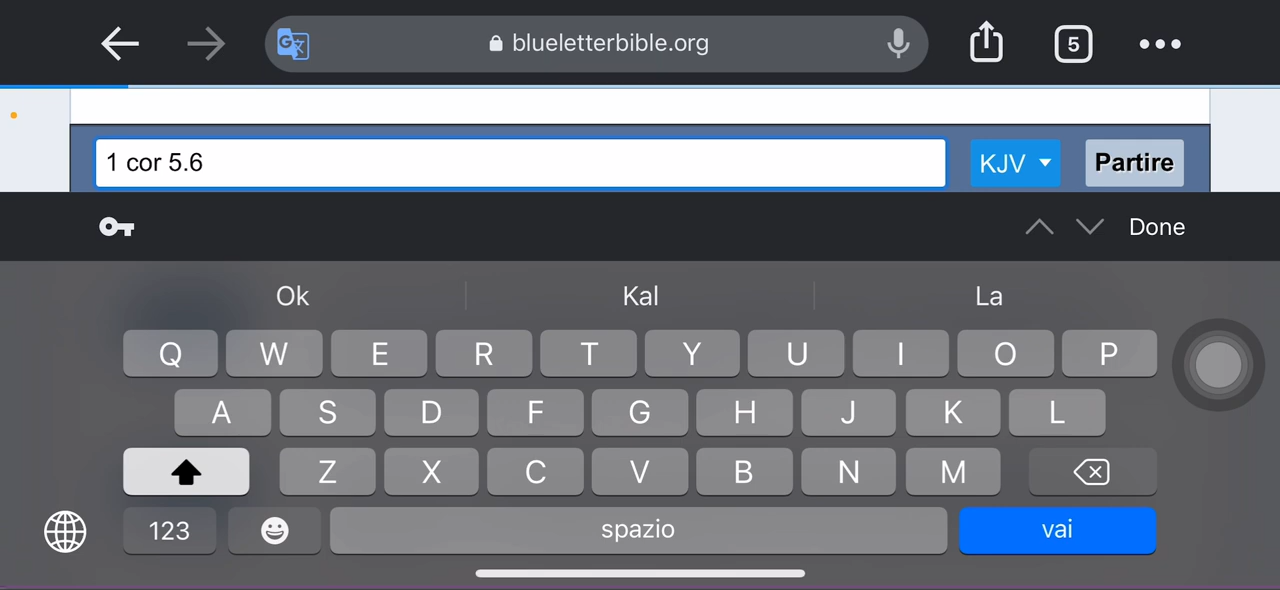 blueletterbible.org
5
1 cor 5.6
KJV
Partire
Done
Ok
Kal
La
Q W E R T Y U I O P
A S D F G H J K L
Z X C V B N M
123
spazio
vai